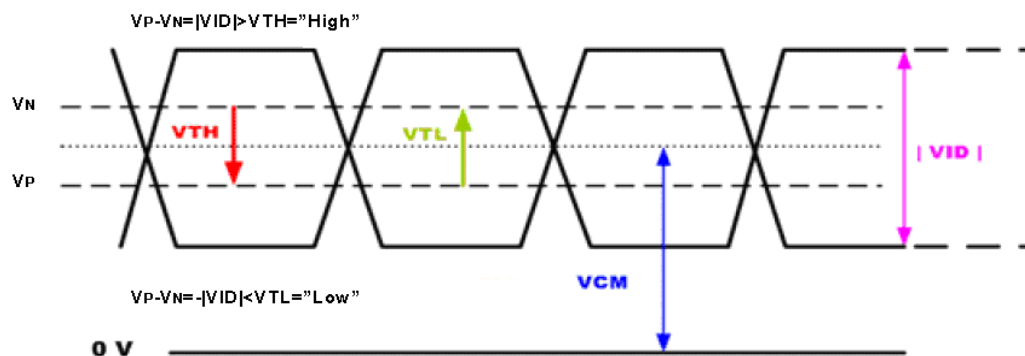 VP-VN=|VID|>VTH="High"
VN
VTH
VTL
| VID |
VP
VCM
VP-VN=-|VID|<VTL="Low"
0 V